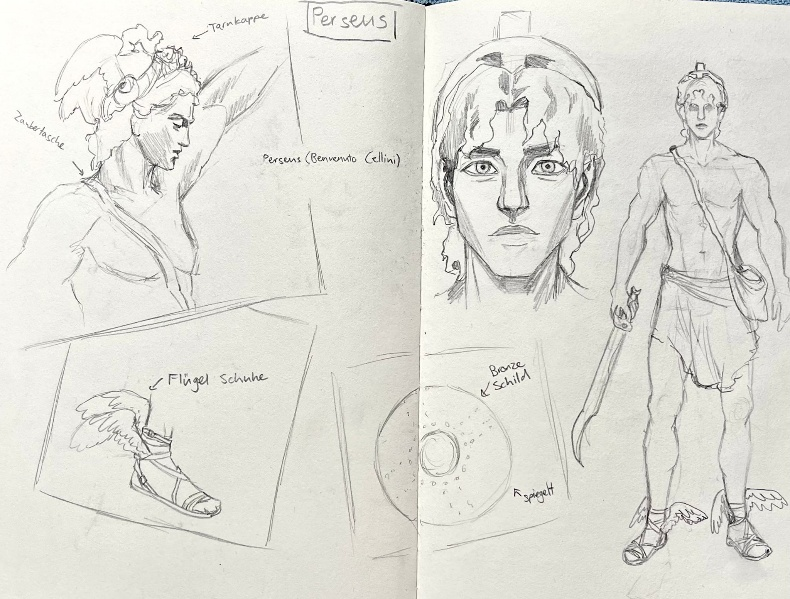 Perseus
Tarnkappe
Zaubertasche
Perseus (Benvenuto Cellini)
Flügel Schuhe
Bronze
Schild
spiegelt